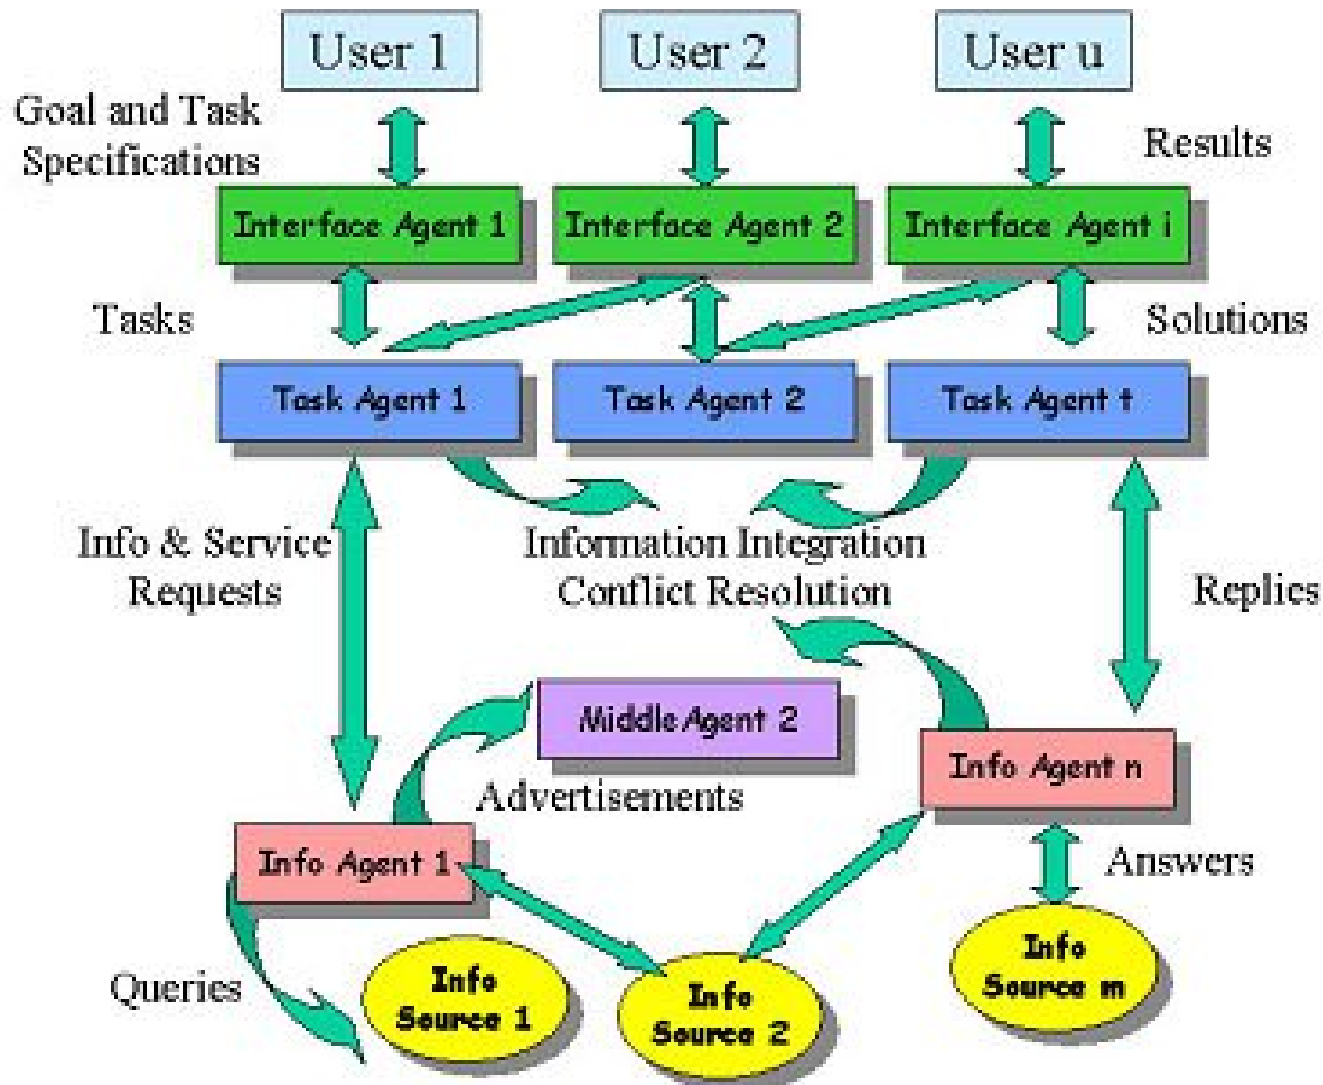 User 1
User 2
User u
Goal and Task
Specifications
Results
Interface Agent 1
Interface Agent 2
Interface Agent i
Tasks
Solutions
Task Agent 1
Task Agent 2
Task Agent t
Info & Service
Requests
Information Integration
Conflict Resolution
Replies
Middle Agent 2
Info Agent n
Advertisements
Info Agent 1
Answers
Queries
Info
Source 1
Info
Source 2
Info
Source m